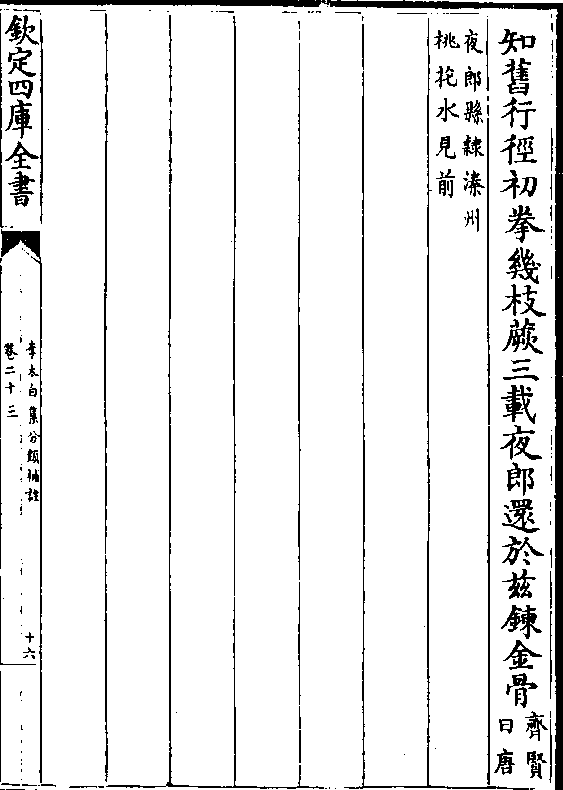 知舊行徑初拳幾枝蕨三載夜郎還於兹鍊金骨齊賢
曰唐
夜郎縣隸溱州
桃花水見前
欽定四庫全書
李太白集分類補註
卷二十三
十六